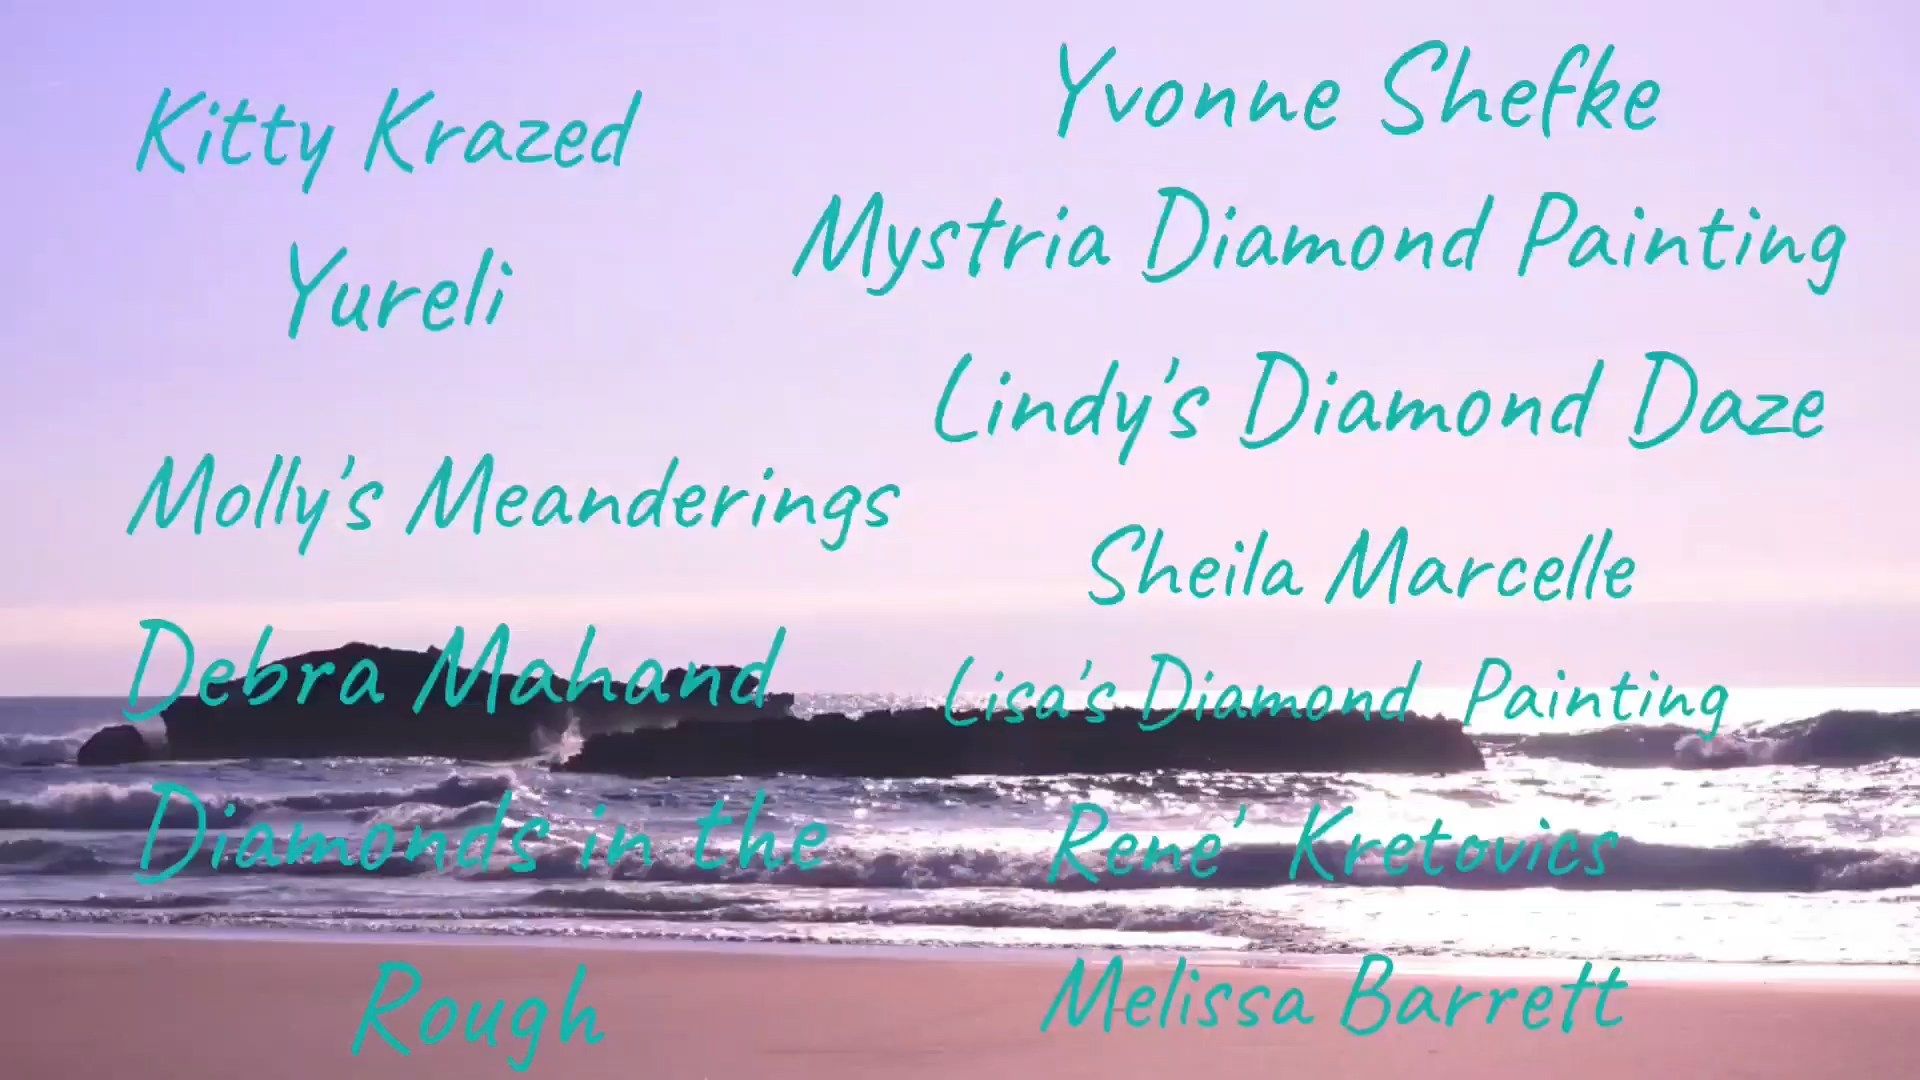 Kitty Krazed
Yureli
Molly's Meanderings
Debra Mahand
Diamonds in the
Rough
Yvonne Shefke
Mystria Diamond Painting
Lindy's Diamond Daze
Sheila Marcelle
Lisa's Diamond Painting
Rene' Kretovics
Melissa Barrett